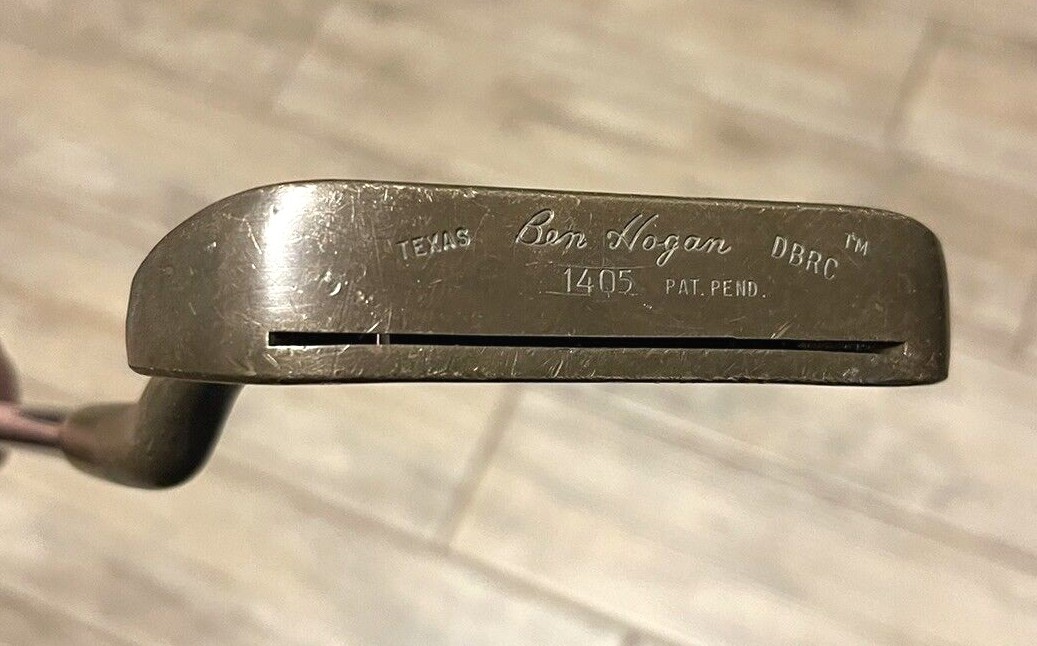 TEXAS Ben Hogan DBRC™
1405 PAT. PEND.